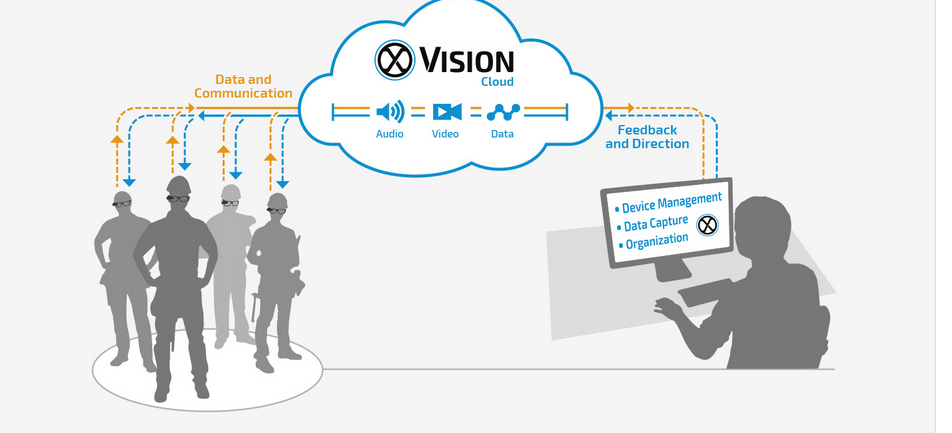 VISION
Cloud
Data and
Communication
Audio
Video
Data
Feedback
and Direction
• Device Management
• Data Capture
• Organization